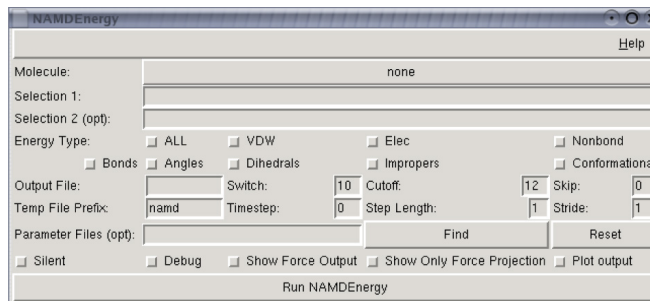 NAMDEnergy
Help
Molecule: none
Selection 1:
Selection 2 (opt):
Energy Type: ALL VDW Elec Nonbond
Bonds Angles Dihedrals Impropers Conformationa
Output File: Switch: 10 Cutoff: 12 Skip: 0
Temp File Prefix: namd Timestep: 0 Step Length: 1 Stride: 1
Parameter Files (opt): Find Reset
Silent Debug Show Force Output Show Only Force Projection Plot output
Run NAMDEnergy